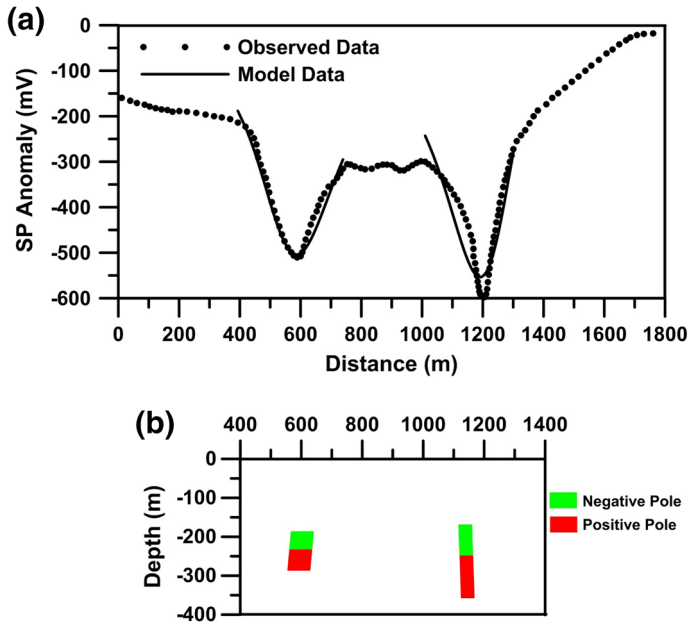 (a)
0
-100
-200
-300
-400
-500
-600
SP Anomaly (mV)
Observed Data
Model Data
0 200 400 600 800 1000 1200 1400 1600 1800
Distance (m)
(b)
400 600 800 1000 1200 1400
0
-100
-200
-300
-400
Depth (m)
Negative Pole
Positive Pole